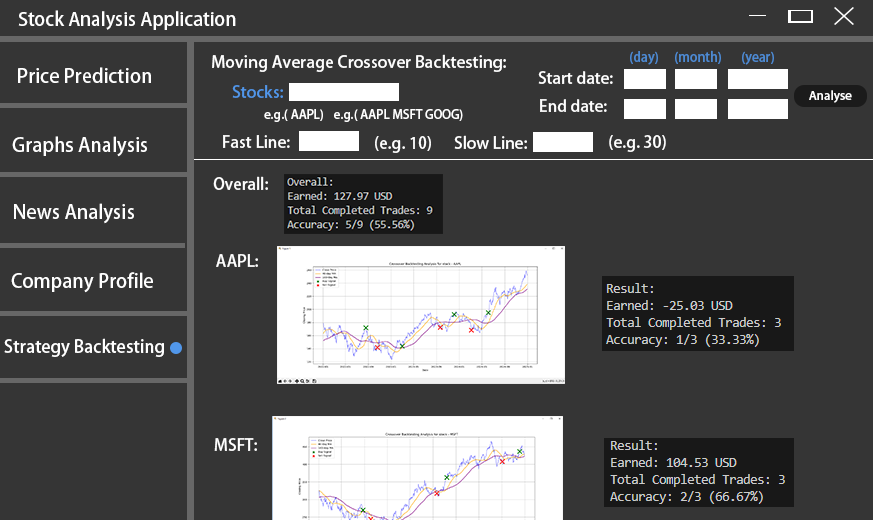 Stock Analysis Application
Price Prediction
Graphs Analysis
News Analysis
Company Profile
Strategy Backtesting
Moving Average Crossover Backtesting:
(day) (month) (year)
Start date:
Stocks:
End date:
Analyse
e.g.( AAPL) e.g.( AAPL MSFT GOOG)
Fast Line: (e.g. 10) Slow Line: (e.g. 30)
Overall:
Overall:
Earned: 127.97 USD
Total Completed Trades: 9
Accuracy: 5/9 (55.56%)
AAPL:
Crossover Backtesting Analysis for stock - AAPL
Result:
Earned: -25.03 USD
Total Completed Trades: 3
Accuracy: 1/3 (33.33%)
MSFT:
Crossover Backtesting Analysis for stock - MSFT
Result:
Earned: 104.53 USD
Total Completed Trades: 3
Accuracy: 2/3 (66.67%)